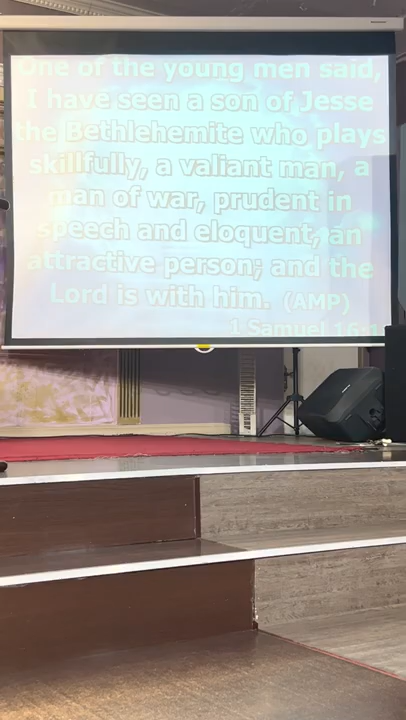 One of the young men said,
I have seen a son of Jesse
the Bethlehemite who plays
skillfully, a valiant man, a
man of war, prudent in
speech and eloquent, an
attractive person; and the
Lord is with him. (AMP)
1 Samuel